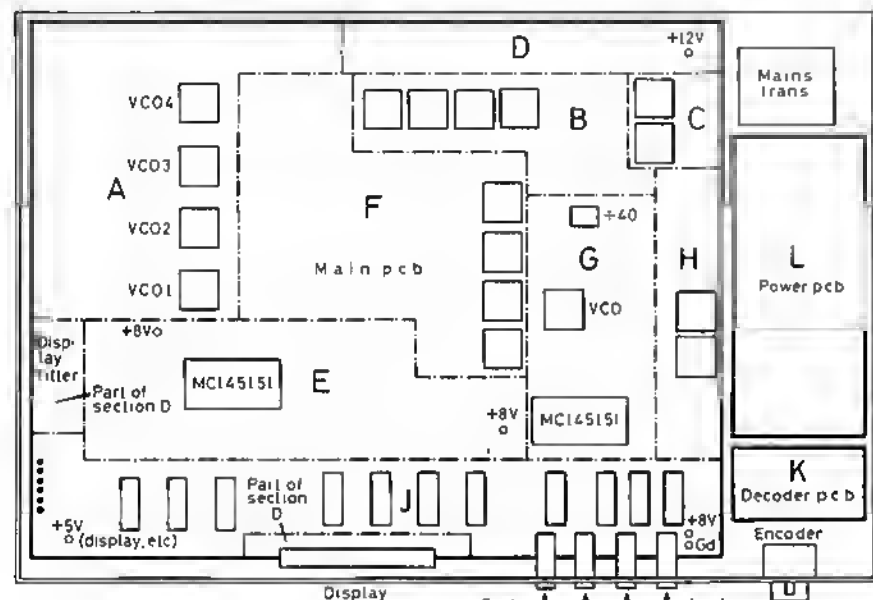 D
+12V
Mains
trans
VCO4
B
C
VCO3
A
F
÷40
VCO2
G
H
L
Main pcb
Power pcb
VCO1
VCO
+8V
Disp-
lay
filter
Part of
section D
MC145151
E
+8V
MC145151
K
Decoder pcb
Part of
section
D
J
+5V
(display, etc)
+8V
Gd
Encoder
Display